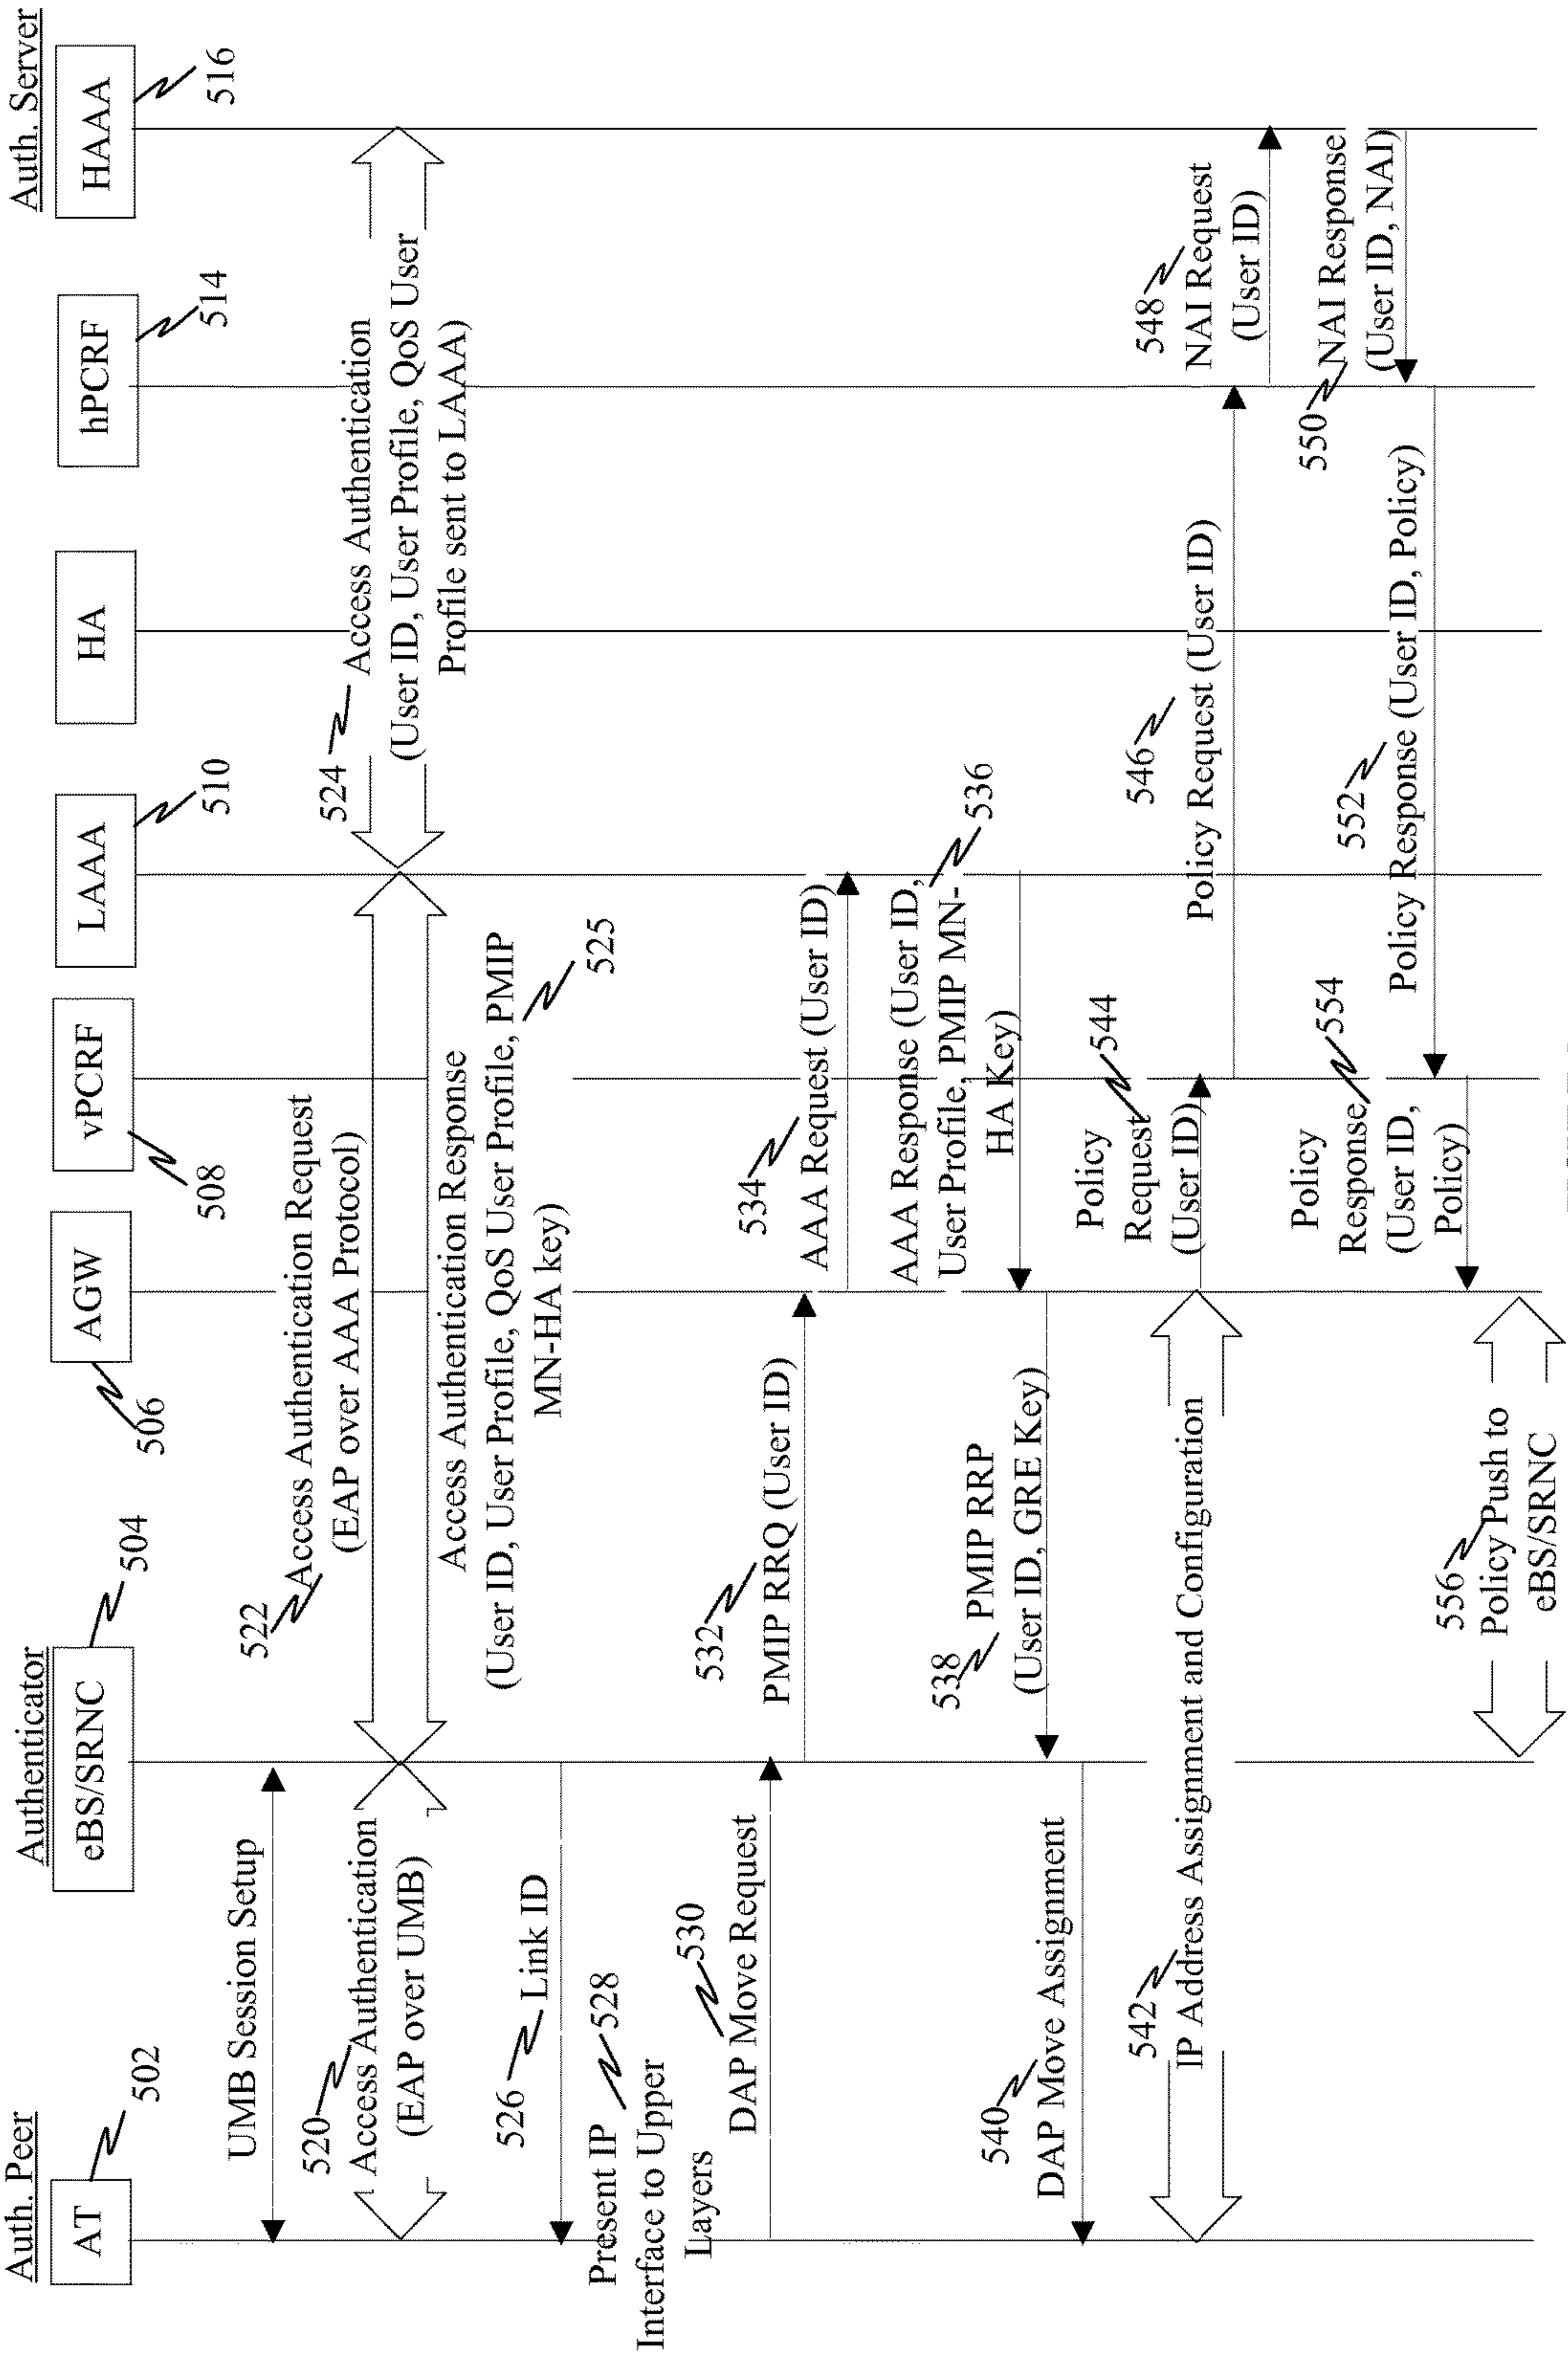 Auth. Peer
Authenticator
Auth. Server
AT
eBS/SRNC
AGW
vPCRF
LAAA
HA
hPCRF
HAAA
502
504
506
508
510
514
516
UMB Session Setup
522
Access Authentication Request
(EAP over AAA Protocol)
524
Access Authentication
(User ID, User Profile, QoS User
Profile sent to LAAA)
520
Access Authentication
(EAP over UMB)
Access Authentication Response
(User ID, User Profile, QoS User Profile, PMIP
MN-HA key)
525
526
Link ID
Present IP
Interface to Upper
Layers
528
530
DAP Move Request
532
PMIP RRQ (User ID)
534
AAA Request (User ID)
AAA Response (User ID,
User Profile, PMIP MN-
HA Key)
536
538
PMIP RRP
(User ID, GRE Key)
540
DAP Move Assignment
542
IP Address Assignment and Configuration
Policy
Request
(User ID)
544
546
Policy Request (User ID)
548
NAI Request
(User ID)
550
NAI Response
(User ID, NAI)
552
Policy Response (User ID, Policy)
Policy
Response
(User ID,
Policy)
554
556
Policy Push to
eBS/SRNC